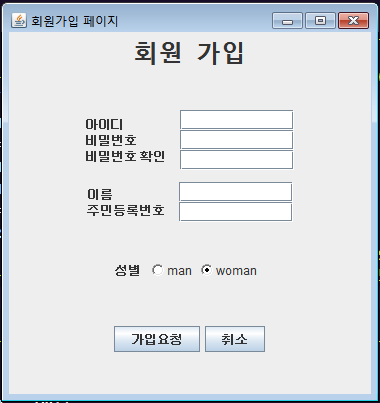 회원가입 페이지
회원 가입
아이디
비밀번호
비밀번호 확인
이름
주민등록번호
성별 man woman
가입요청 취소